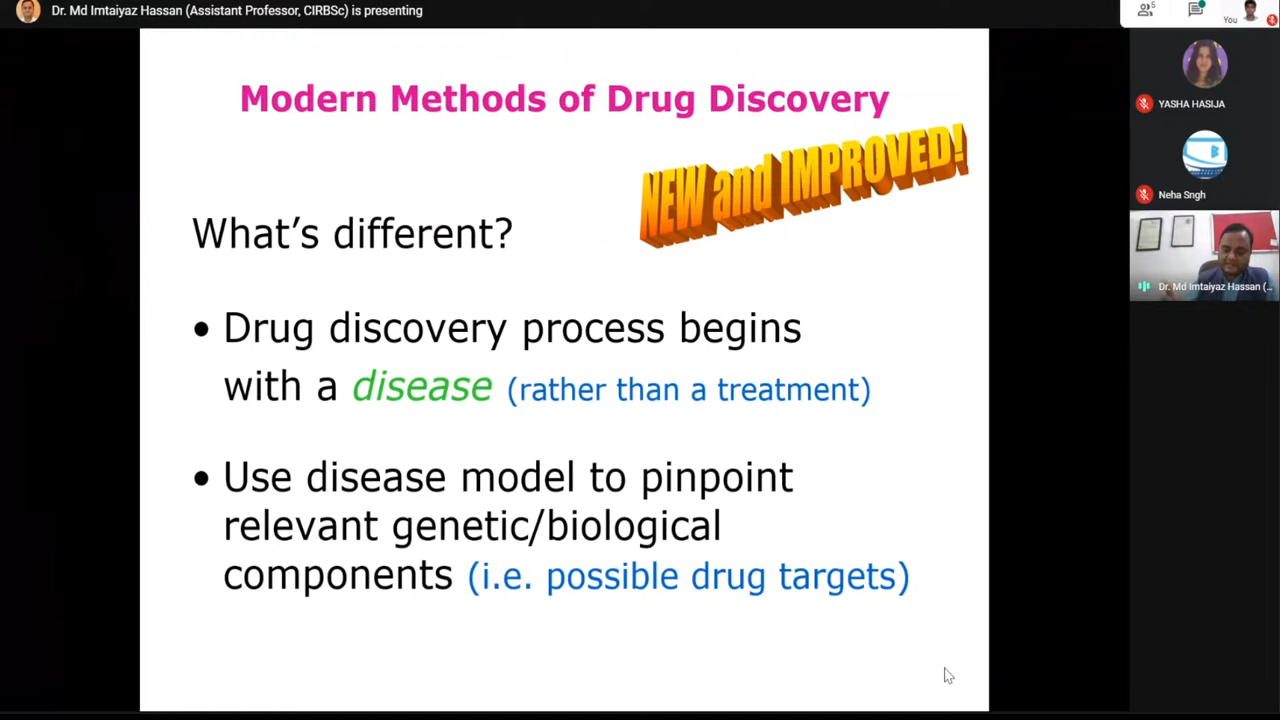 Dr. Md Imtaiyaz Hassan (Assistant Professor, CIRBSc) is presenting
5
You
Modern Methods of Drug Discovery
NEW and IMPROVED!
What's different?
• Drug discovery process begins
with a disease (rather than a treatment)
• Use disease model to pinpoint
relevant genetic/biological
components (i.e. possible drug targets)
YASHA HASIJA
Neha Sngh
Dr. Md Imtaiyaz Hassan (...